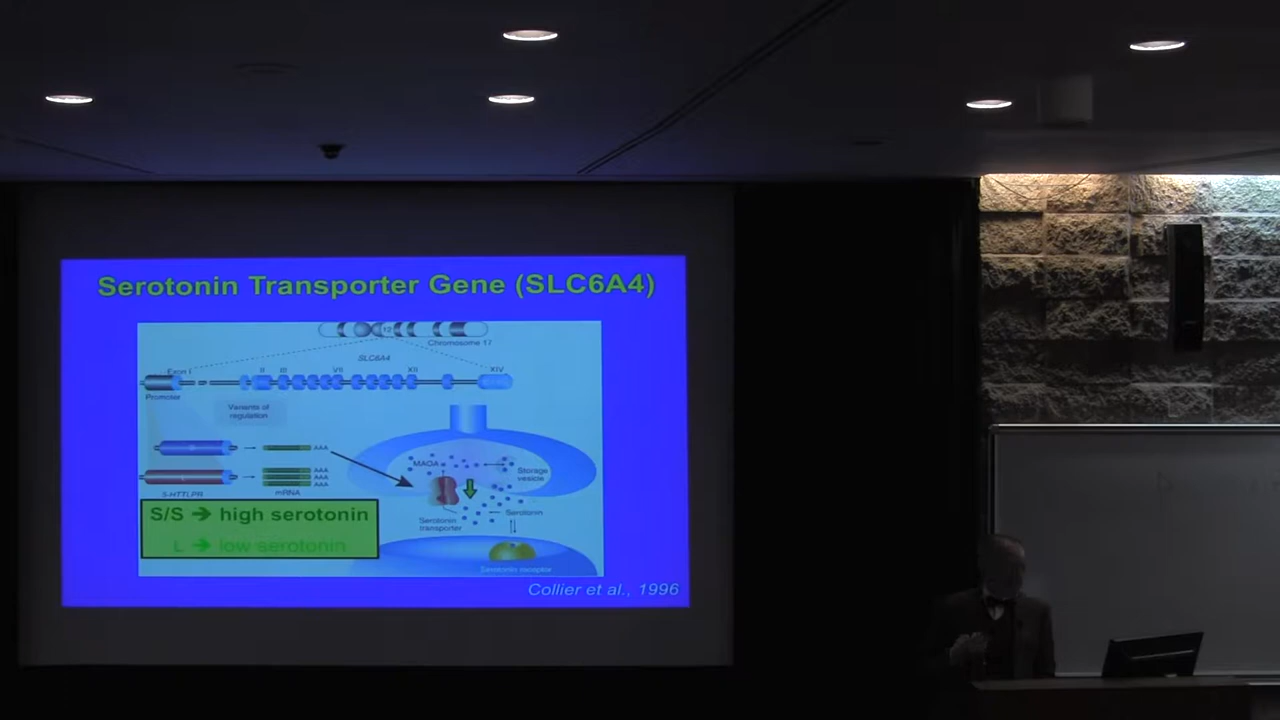 Serotonin Transporter Gene (SLC6A4)
12
Chromosome 17
SLC6A4
Exon I
II
III
VII
XII
XIV
Promoter
Variants of
regulation
AAA
AAA
AAA
AAA
5-HTTLPR
mRNA
MAOA
Storage
vesicle
Serotonin
transporter
Serotonin
Serotonin receptor
S/S → high serotonin
L → low serotonin
Collier et al., 1996